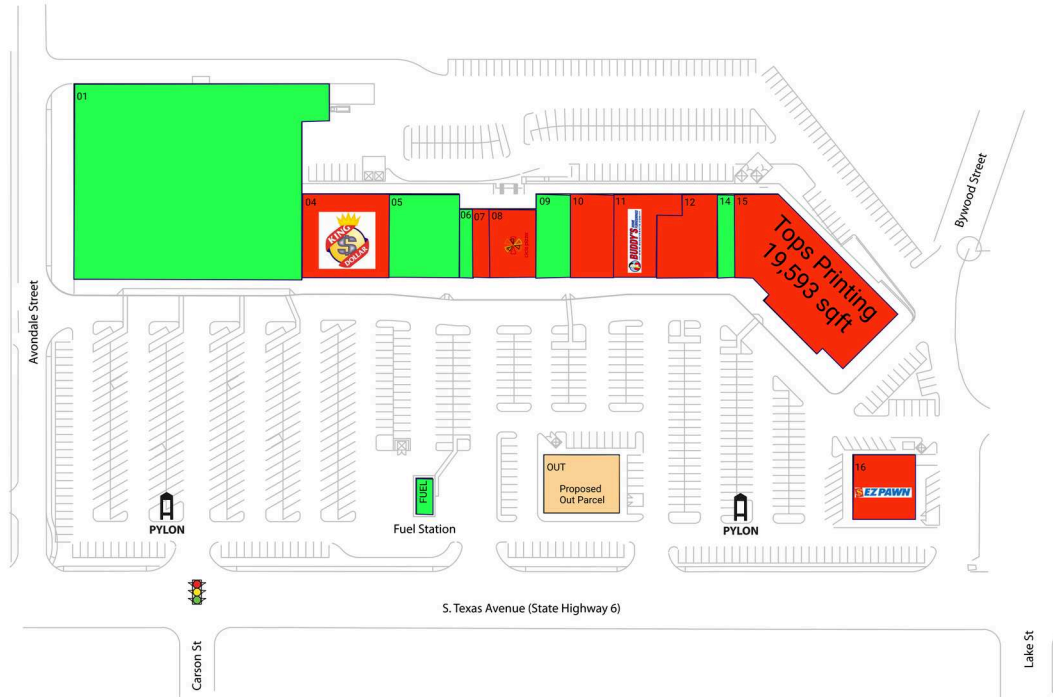 01
04
KING
$
DOLLAR
05
06
07
08
09
10
11
BUDDY'S
12
14
15
Tops Printing
19,593 sqft
Bywood Street
Avondale Street
OUT
Proposed
Out Parcel
16
EZPAWN
FUEL
Fuel Station
PYLON
PYLON
S. Texas Avenue (State Highway 6)
Carson St
Lake St